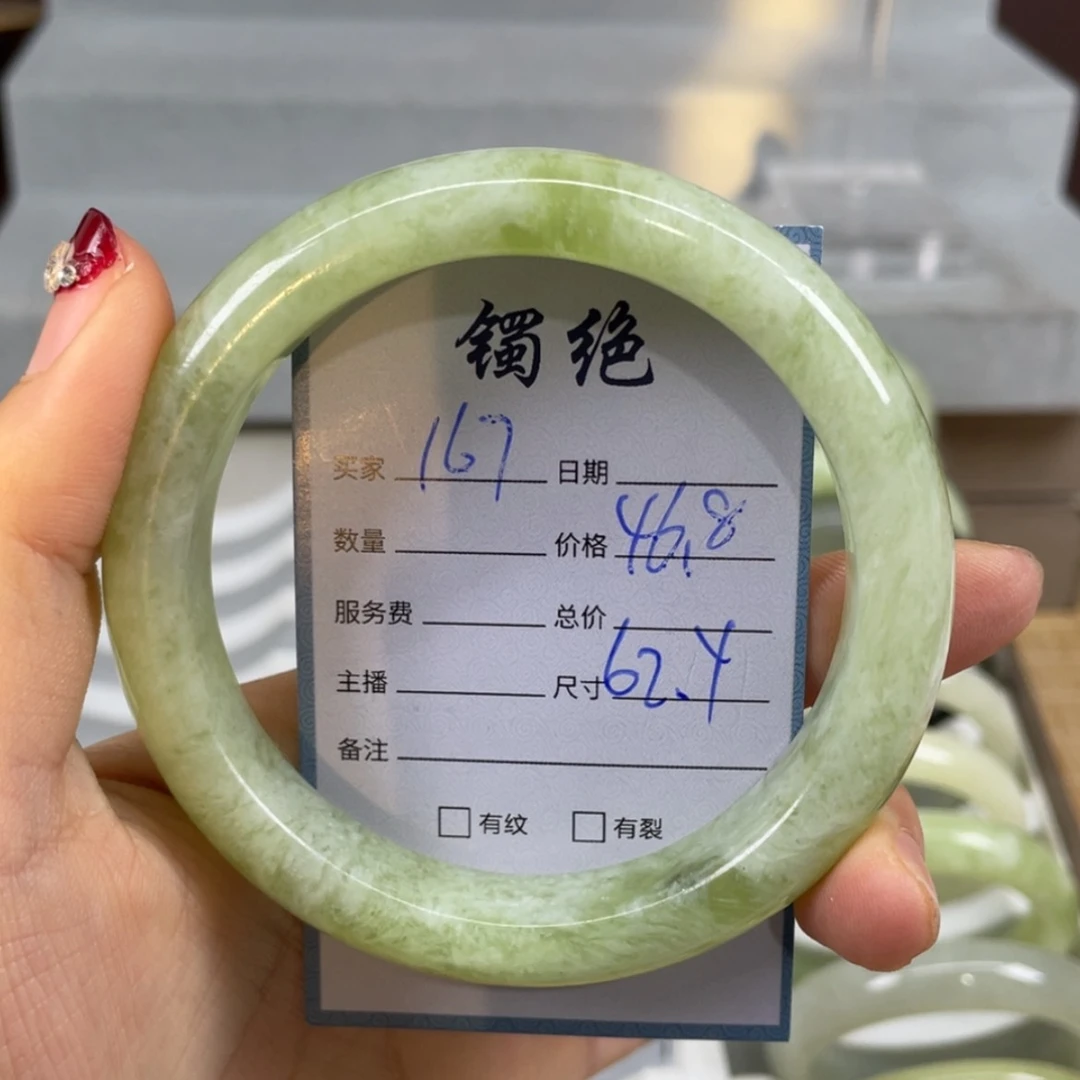 镯绝
买家 167 日期
数量 价格 46.8
服务费 总价
主播 尺寸 62.4
备注
有纹 有裂